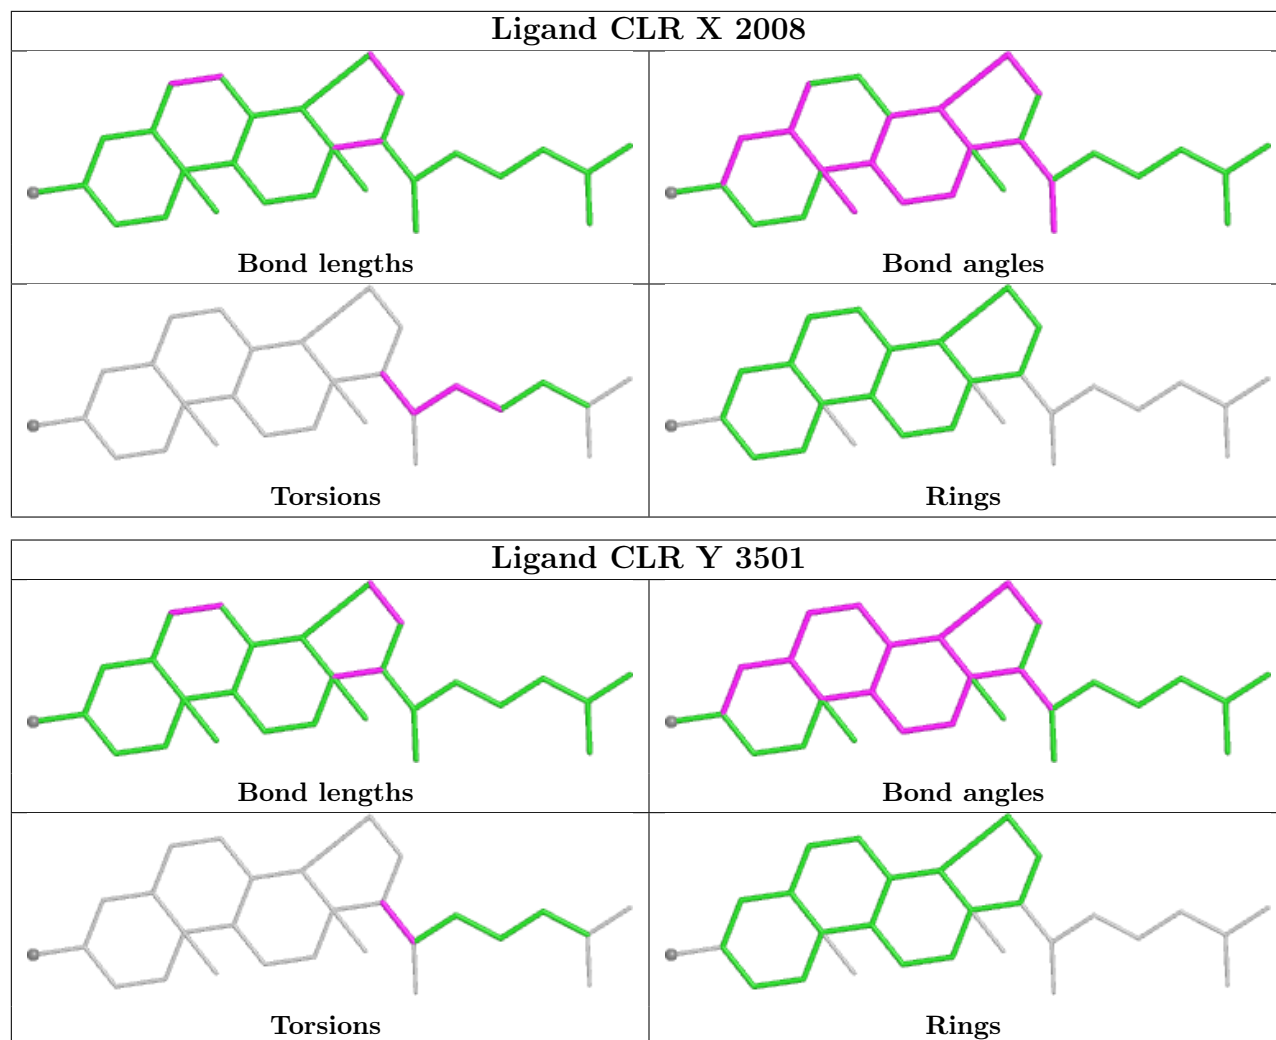 Ligand CLR X 2008
Bond lengths
Bond angles
Torsions
Rings
Ligand CLR Y 3501
Bond lengths
Bond angles
Torsions
Rings